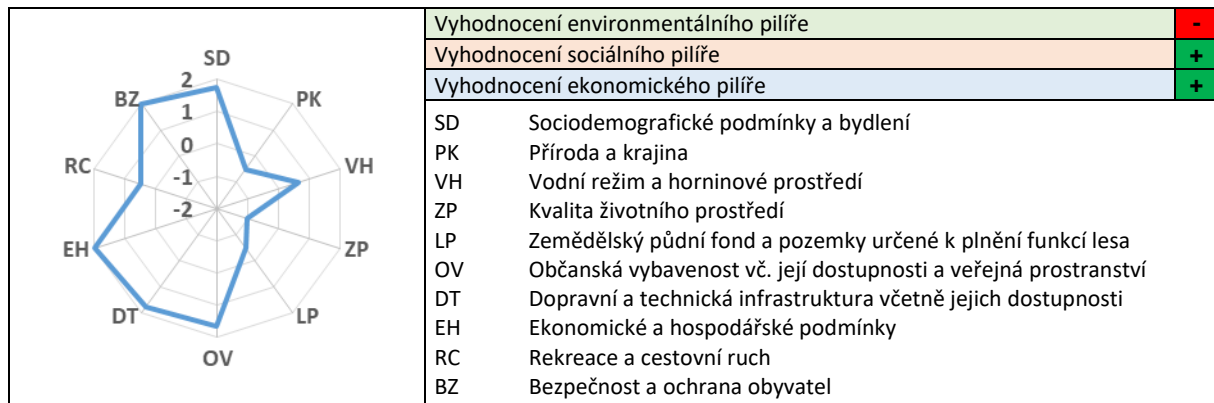 SD
2
BZ
PK
1
0
RC
VH
-1
-2
EH
ZP
DT
LP
OV
Vyhodnocení environmentálního pilíře -
Vyhodnocení sociálního pilíře +
Vyhodnocení ekonomického pilíře +
SD Sociodemografické podmínky a bydlení
PK Příroda a krajina
VH Vodní režim a horninové prostředí
ZP Kvalita životního prostředí
LP Zemědělský půdní fond a pozemky určené k plnění funkcí lesa
OV Občanská vybavenost vč. její dostupnosti a veřejná prostranství
DT Dopravní a technická infrastruktura včetně jejich dostupnosti
EH Ekonomické a hospodářské podmínky
RC Rekreace a cestovní ruch
BZ Bezpečnost a ochrana obyvatel